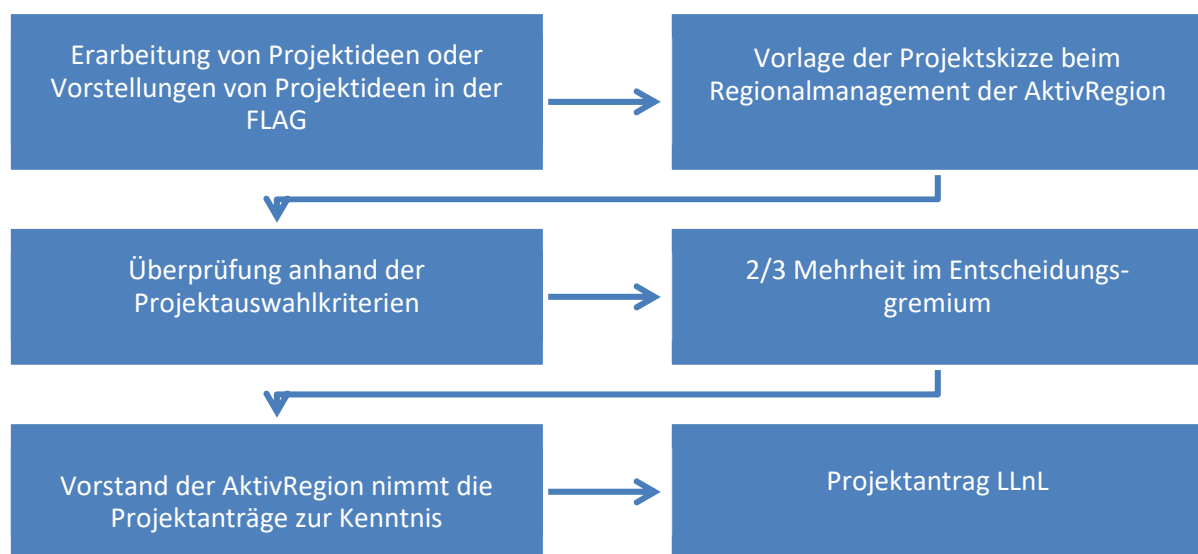 Erarbeitung von Projektideen oder
Vorstellungen von Projektideen in der
FLAG
Vorlage der Projektskizze beim
Regionalmanagement der AktivRegion
Überprüfung anhand der
Projektauswahlkriterien
2/3 Mehrheit im Entscheidungs-
gremium
Vorstand der AktivRegion nimmt die
Projektanträge zur Kenntnis
Projektantrag LLnL